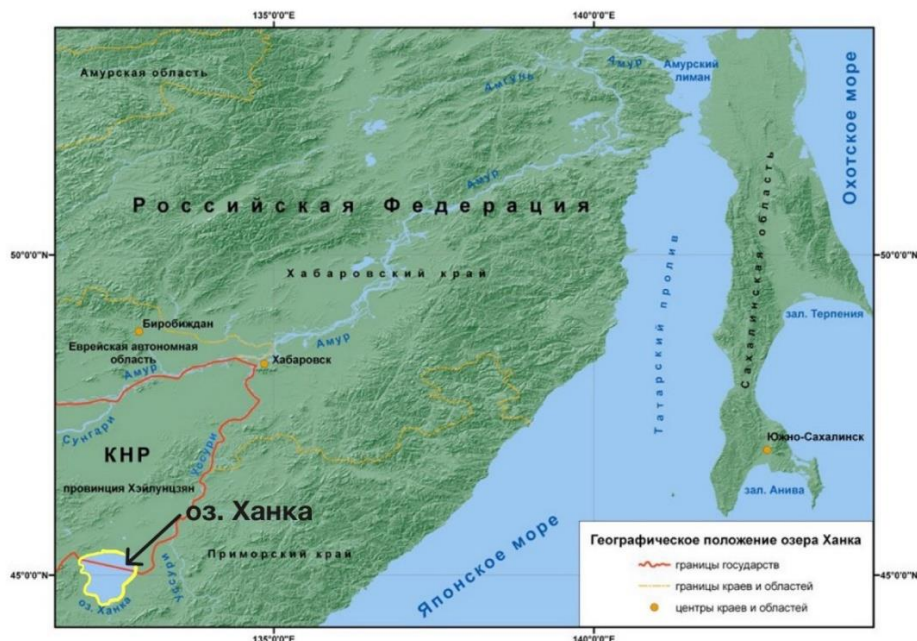 135°0'0"E
140°0'0"E
Амурская область
Амгунь
Амур
Амурский
лиман
Охотское море
Амур
Российская Федерация
Сахалинская область
50°0'0"N
50°0'0"N
Хабаровский край
Татарский пролив
зал. Терпения
Биробиджан
Еврейская автономная
область
Амур
Хабаровск
Амур
Сунгари
КНР
Уссури
Южно-Сахалинск
провинция Хэйлунцзян
зал. Анива
оз. Ханка
Приморский край
Уссури
Японское море
45°0'0"N
45°0'0"N
оз. Ханка
Географическое положение озера Ханка
границы государств
границы краев и областей
центры краев и областей
135°0'0"E
140°0'0"E